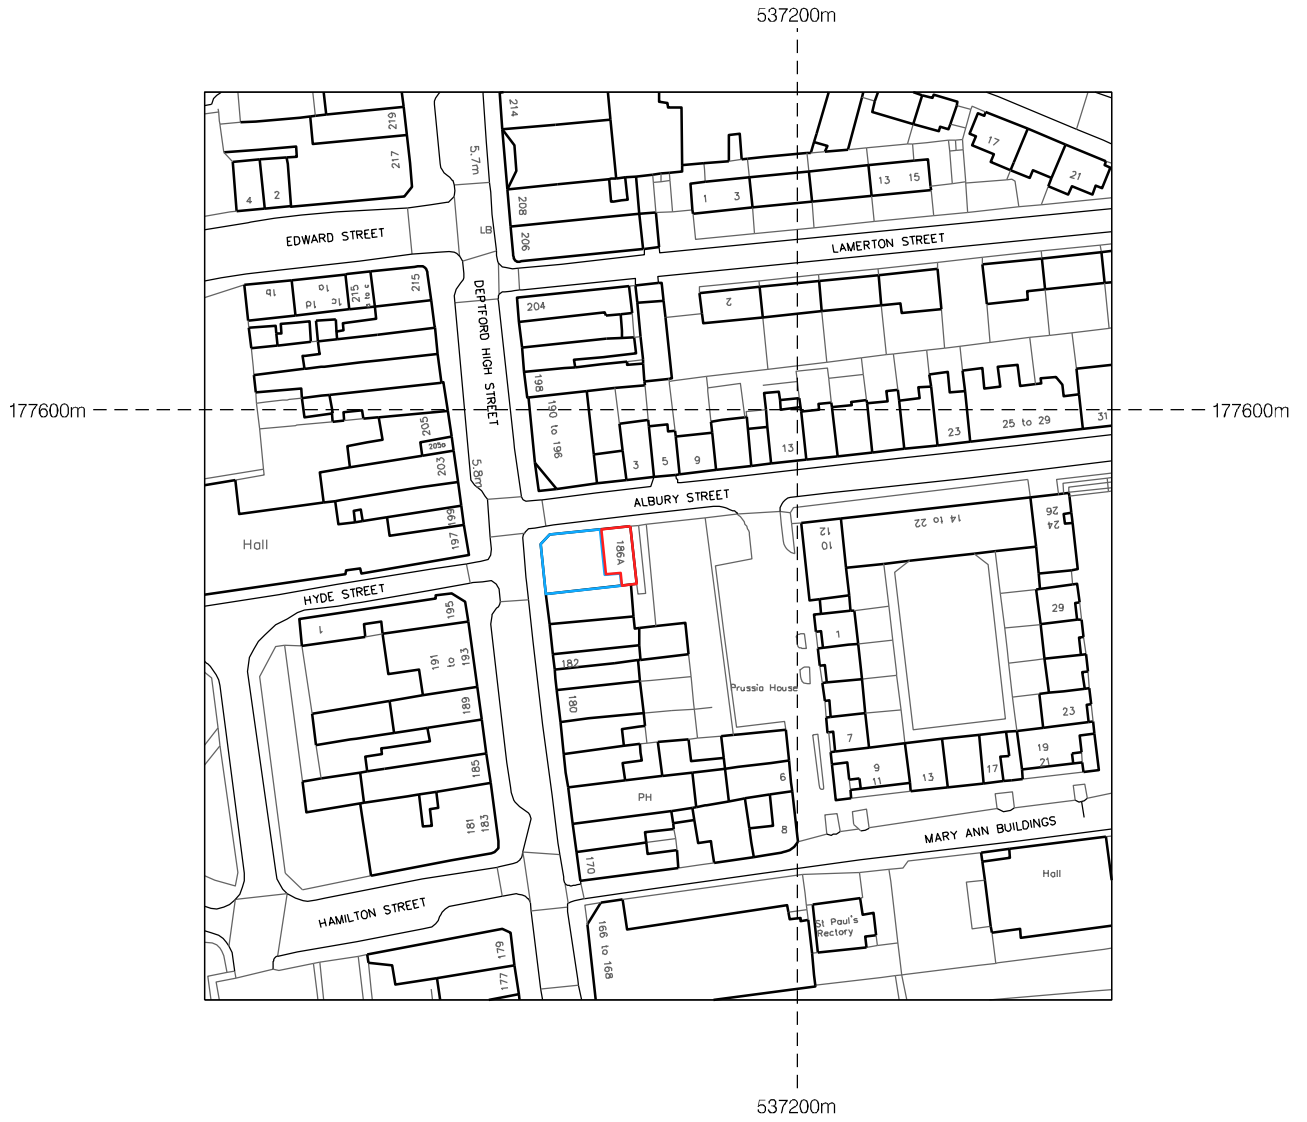 537200m
214
219
217
5.7m
17
21
13 15
1 3
4
2
208
LB
206
EDWARD STREET
LAMERTON STREET
1b
1a
1d
1c
215
215
204
2
DEPTFORD HIGH STREET
198
177600m
177600m
190 to 196
205
205a
203
5.8m
3
5
9
13
23
25 to 29
31
ALBURY STREET
199
197
Hall
186A
12
10
14 to 22
26
24
HYDE STREET
195
1
191
to
193
29
1
182
Prussia House
180
189
23
7
185
9
11
13
17
19
21
6
PH
181
183
8
170
MARY ANN BUILDINGS
Hall
HAMILTON STREET
St Paul's
Rectory
166 to 168
179
177
537200m